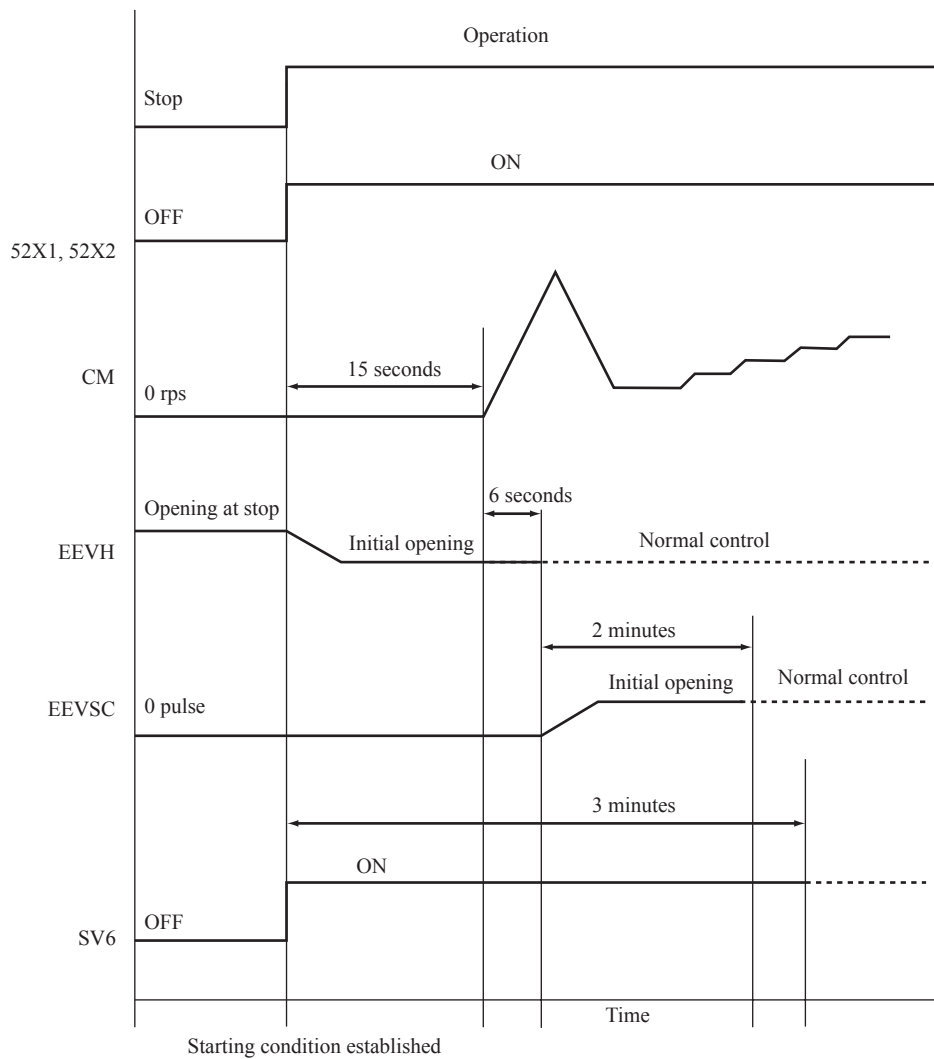 Operation
Stop
ON
OFF
52X1, 52X2
15 seconds
CM
0 rps
6 seconds
Opening at stop
Initial opening
Normal control
EEVH
2 minutes
Initial opening
Normal control
EEVSC
0 pulse
3 minutes
ON
OFF
SV6
Time
Starting condition established